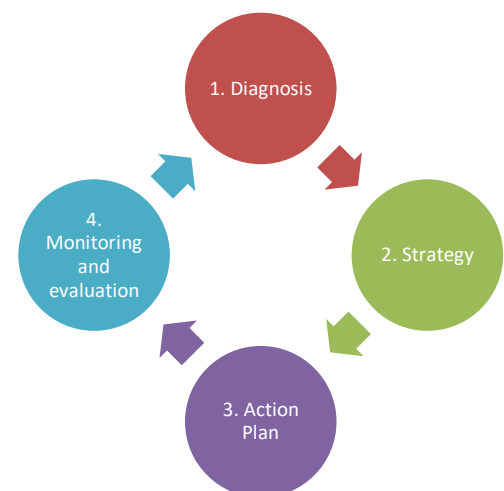 1. Diagnosis
2. Strategy
3. Action
Plan
4.
Monitoring
and
evaluation